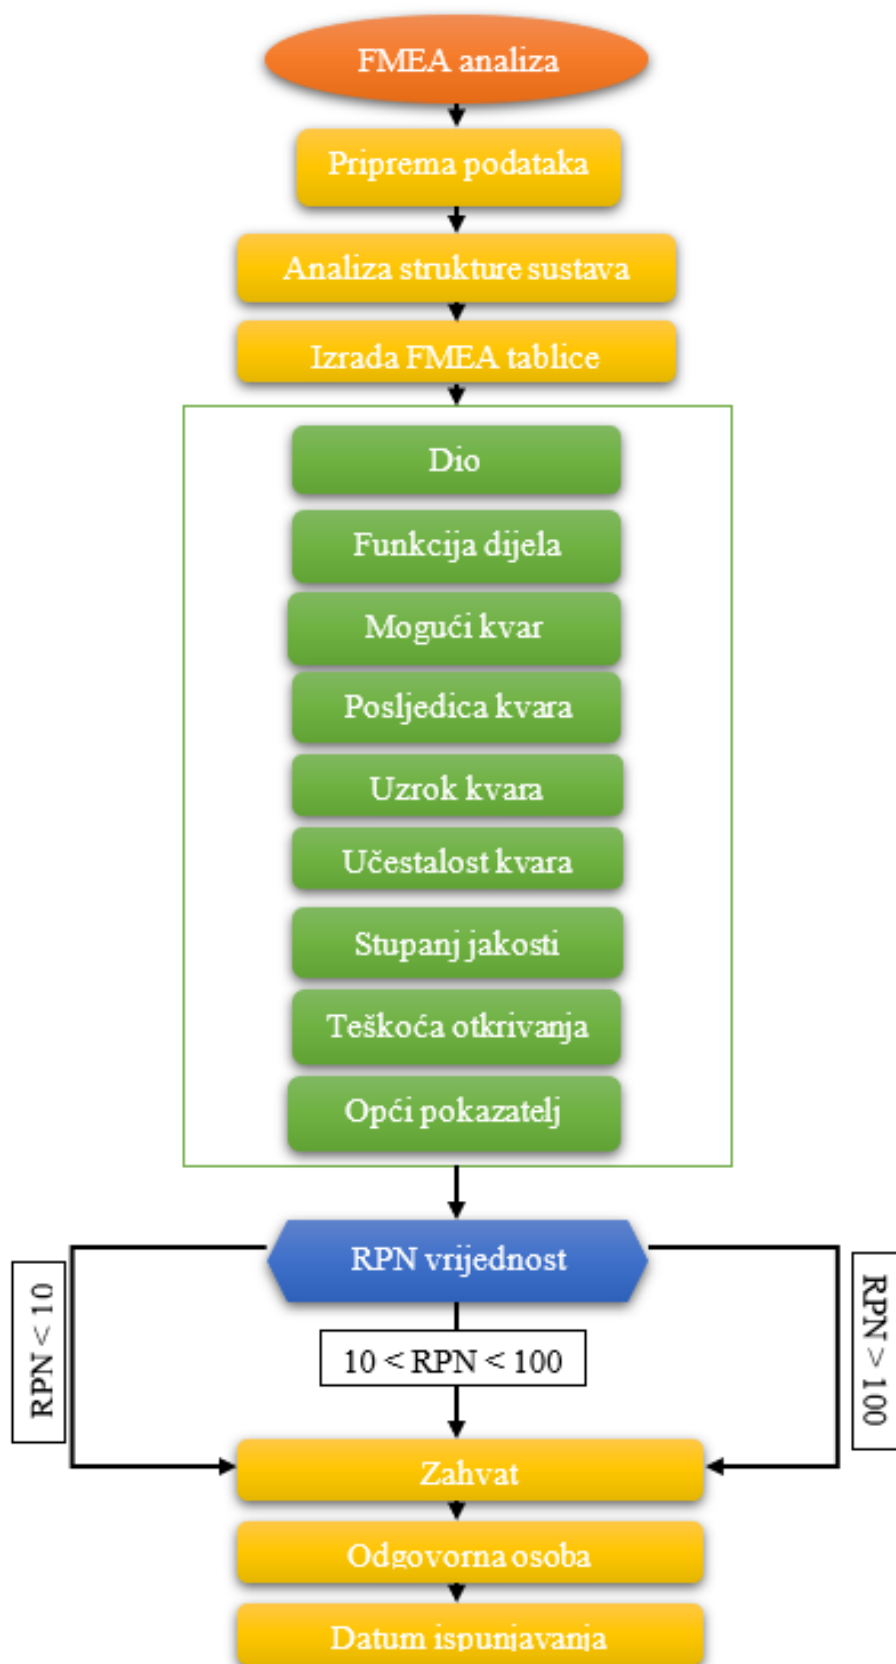 FMEA analiza
Priprema podataka
Analiza strukture sustava
Izrada FMEA tablice
Dio
Funkcija dijela
Mogući kvar
Posljedica kvara
Uzrok kvara
Učestalost kvara
Stupanj jakosti
Teškoća otkrivanja
Opći pokazatelj
RPN vrijednost
RPN < 10
10 < RPN < 100
RPN > 100
Zahvat
Odgovorna osoba
Datum ispunjavanja